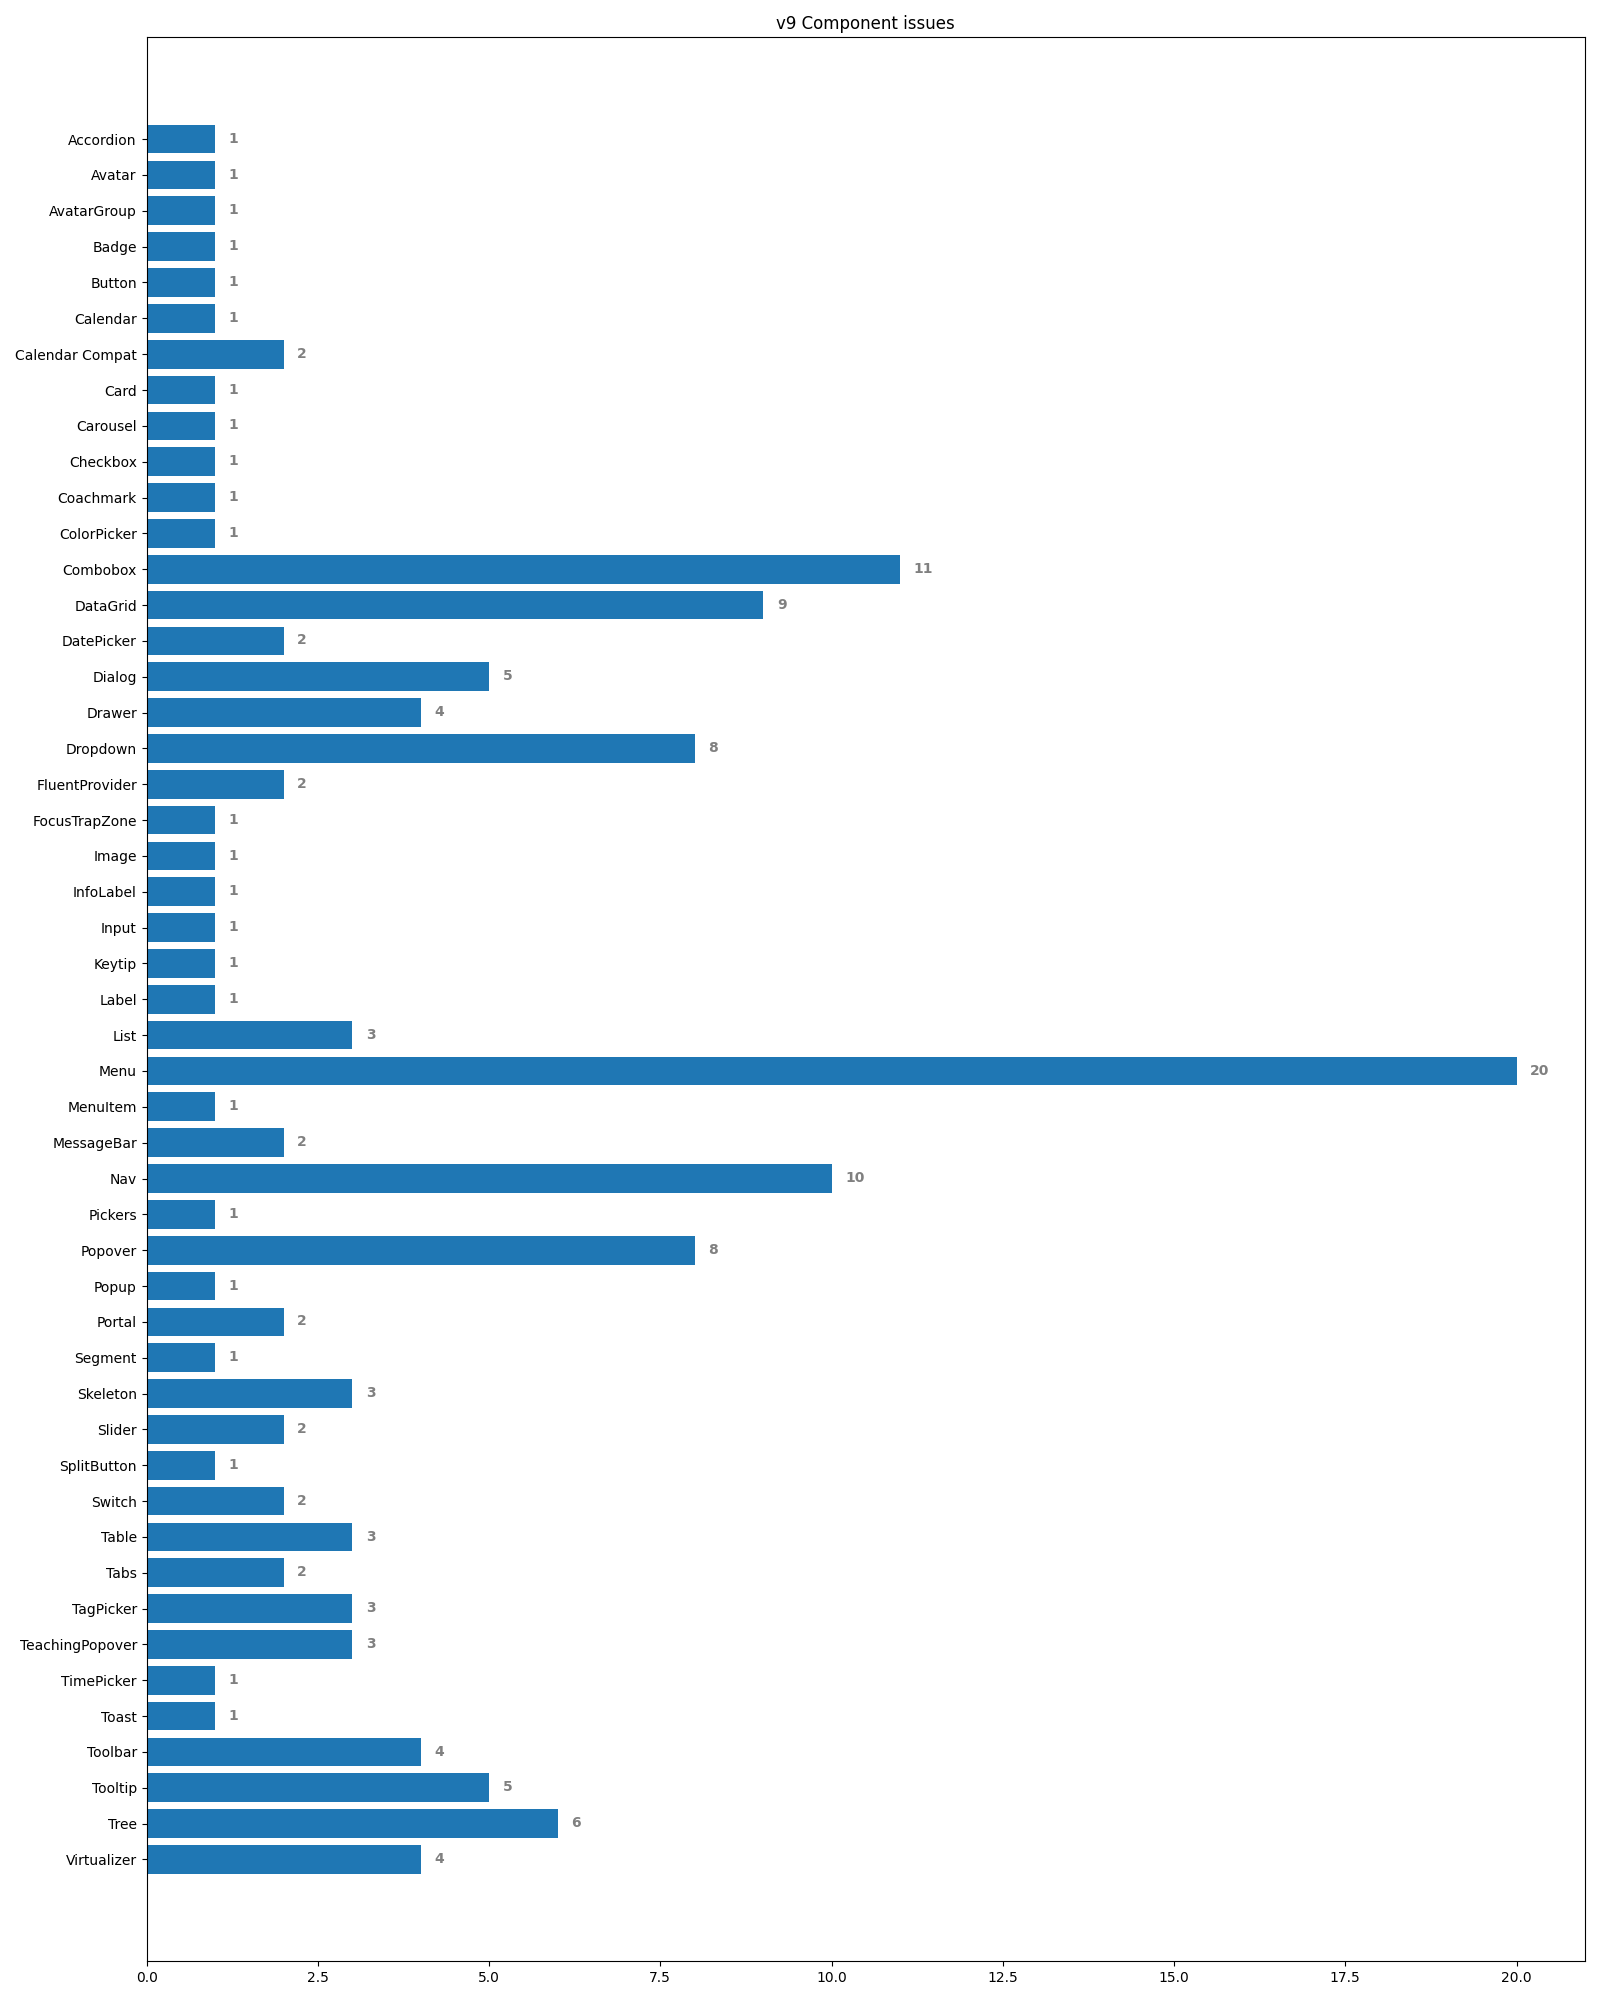 v9 Component issues
Accordion 1
Avatar 1
AvatarGroup 1
Badge 1
Button 1
Calendar 1
Calendar Compat 2
Card 1
Carousel 1
Checkbox 1
Coachmark 1
ColorPicker 1
Combobox 11
DataGrid 9
DatePicker 2
Dialog 5
Drawer 4
Dropdown 8
FluentProvider 2
FocusTrapZone 1
Image 1
InfoLabel 1
Input 1
Keytip 1
Label 1
List 3
Menu 20
MenuItem 1
MessageBar 2
Nav 10
Pickers 1
Popover 8
Popup 1
Portal 2
Segment 1
Skeleton 3
Slider 2
SplitButton 1
Switch 2
Table 3
Tabs 2
TagPicker 3
TeachingPopover 3
TimePicker 1
Toast 1
Toolbar 4
Tooltip 5
Tree 6
Virtualizer 4
0.0 2.5 5.0 7.5 10.0 12.5 15.0 17.5 20.0